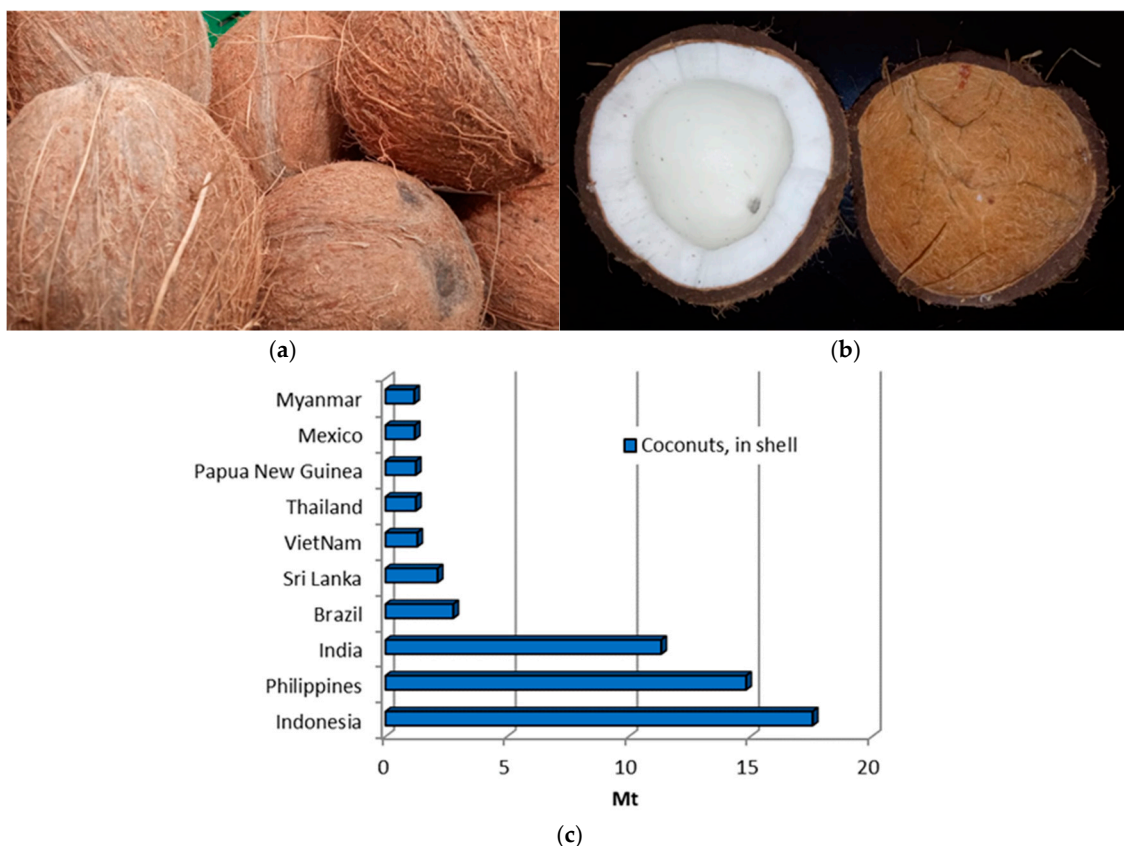 (a)
(b)
Myanmar
Mexico
Papua New Guinea
Thailand
VietNam
Sri Lanka
Brazil
India
Philippines
Indonesia
Coconuts, in shell
0 5 10 15 20
Mt
(c)